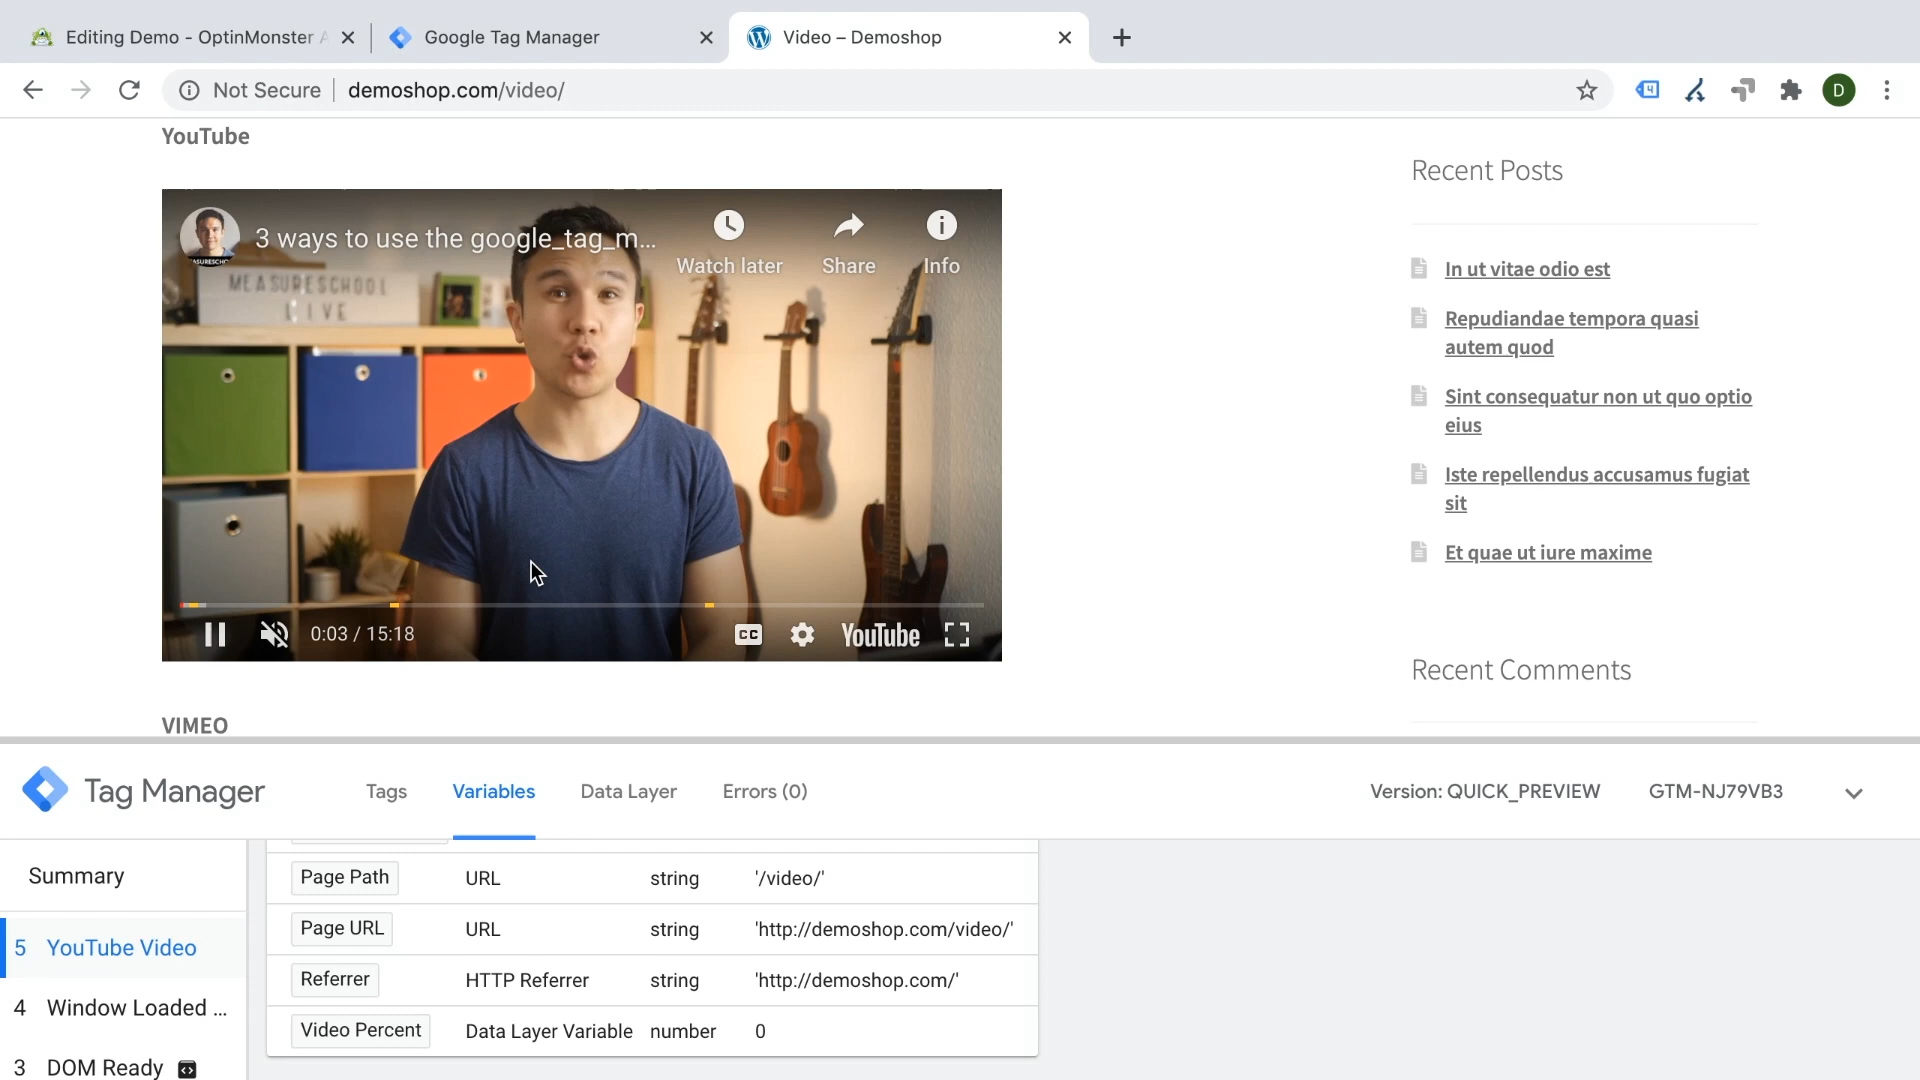 Editing Demo - OptinMonster A
Google Tag Manager
Video – Demoshop
Not Secure
demoshop.com/video/
4
D
YouTube
3 ways to use the google_tag_m...
Watch later
Share
Info
MEASURESCHOOL
LIVE
0:03 / 15:18
CC
YouTube
VIMEO
Recent Posts
In ut vitae odio est
Repudiandae tempora quasi
autem quod
Sint consequatur non ut quo optio
eius
Iste repellendus accusamus fugiat
sit
Et quae ut iure maxime
Recent Comments
Tag Manager
Tags
Variables
Data Layer
Errors (0)
Version: QUICK_PREVIEW
GTM-NJ79VB3
Summary
5 YouTube Video
4 Window Loaded ...
3 DOM Ready
Page Path URL string '/video/'
Page URL URL string 'http://demoshop.com/video/'
Referrer HTTP Referrer string 'http://demoshop.com/'
Video Percent Data Layer Variable number 0